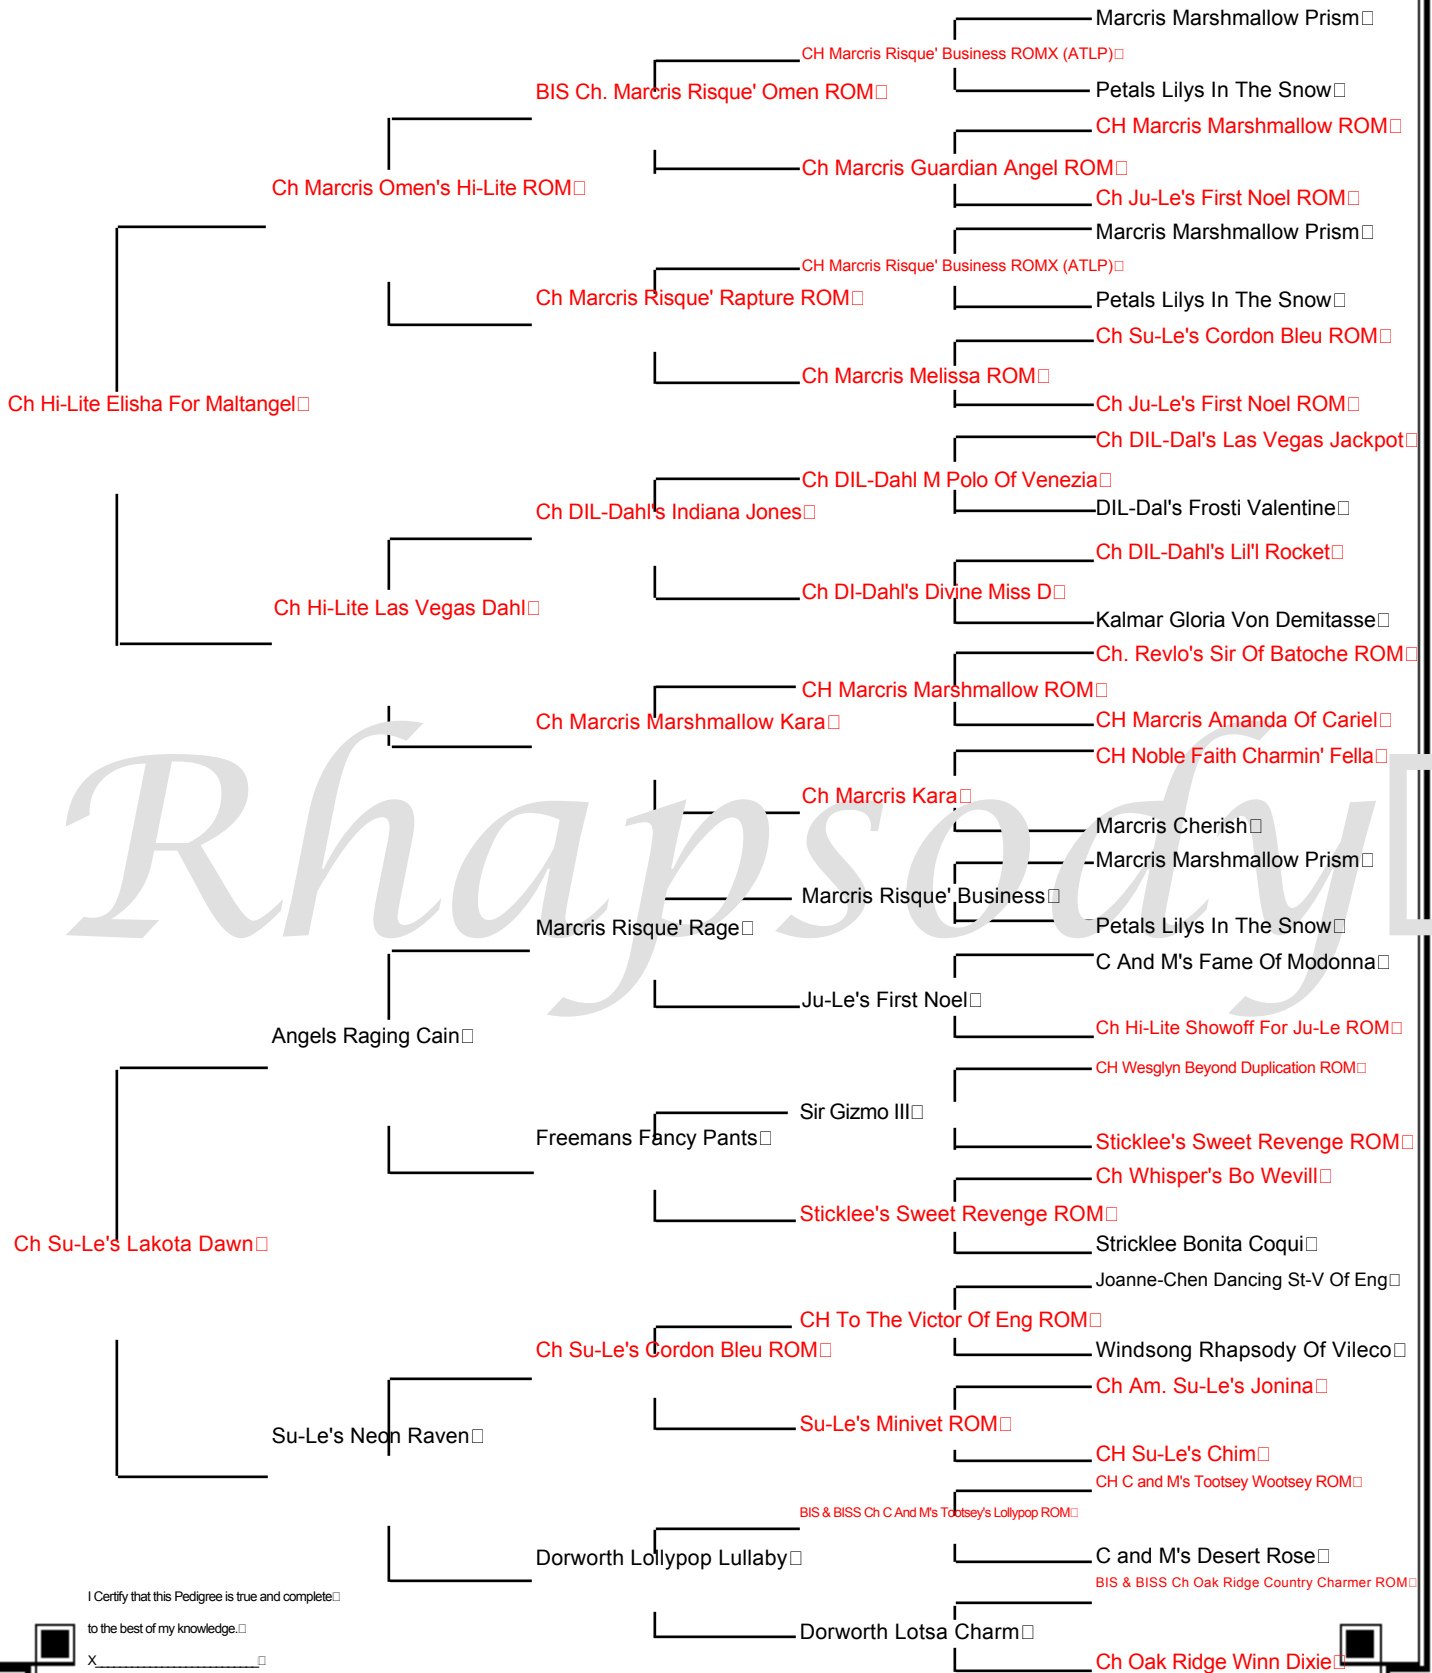 Marcris Marshmallow Prism
CH Marcris Risque' Business ROMX (ATLP)
BIS Ch. Marcris Risque' Omen ROM
Petals Lilys In The Snow
CH Marcris Marshmallow ROM
Ch Marcris Guardian Angel ROM
Ch Marcris Omen's Hi-Lite ROM
Ch Ju-Le's First Noel ROM
Marcris Marshmallow Prism
CH Marcris Risque' Business ROMX (ATLP)
Ch Marcris Risque' Rapture ROM
Petals Lilys In The Snow
Ch Su-Le's Cordon Bleu ROM
Ch Marcris Melissa ROM
Ch Hi-Lite Elisha For Maltangel
Ch Ju-Le's First Noel ROM
Ch DIL-Dal's Las Vegas Jackpot
Ch DIL-Dahl M Polo Of Venezia
Ch DIL-Dahl's Indiana Jones
DIL-Dal's Frosti Valentine
Ch DIL-Dahl's Lil'l Rocket
Ch DI-Dahl's Divine Miss D
Ch Hi-Lite Las Vegas Dahl
Kalmar Gloria Von Demitasse
Ch. Revlo's Sir Of Batoche ROM
CH Marcris Marshmallow ROM
Ch Marcris Marshmallow Kara
CH Marcris Amanda Of Cariel
CH Noble Faith Charmin' Fella
Ch Marcris Kara
Marcris Cherish
Rhapsody
Marcris Marshmallow Prism
Marcris Risque' Business
Marcris Risque' Rage
Petals Lilys In The Snow
C And M's Fame Of Modonna
Ju-Le's First Noel
Angels Raging Cain
Ch Hi-Lite Showoff For Ju-Le ROM
CH Wesglyn Beyond Duplication ROM
Sir Gizmo III
Freemans Fancy Pants
Sticklee's Sweet Revenge ROM
Ch Whisper's Bo Wevill
Sticklee's Sweet Revenge ROM
Ch Su-Le's Lakota Dawn
Stricklee Bonita Coqui
Joanne-Chen Dancing St-V Of Eng
CH To The Victor Of Eng ROM
Ch Su-Le's Cordon Bleu ROM
Windsong Rhapsody Of Vileco
Ch Am. Su-Le's Jonina
Su-Le's Minivet ROM
Su-Le's Neon Raven
CH Su-Le's Chim
CH C and M's Tootsey Wootsey ROM
BIS & BISS Ch C And M's Tootsey's Lollypop ROM
Dorworth Lollypop Lullaby
C and M's Desert Rose
BIS & BISS Ch Oak Ridge Country Charmer ROM
I Certify that this Pedigree is true and complete
to the best of my knowledge.
Dorworth Lotsa Charm
X__________________________
Ch Oak Ridge Winn Dixie